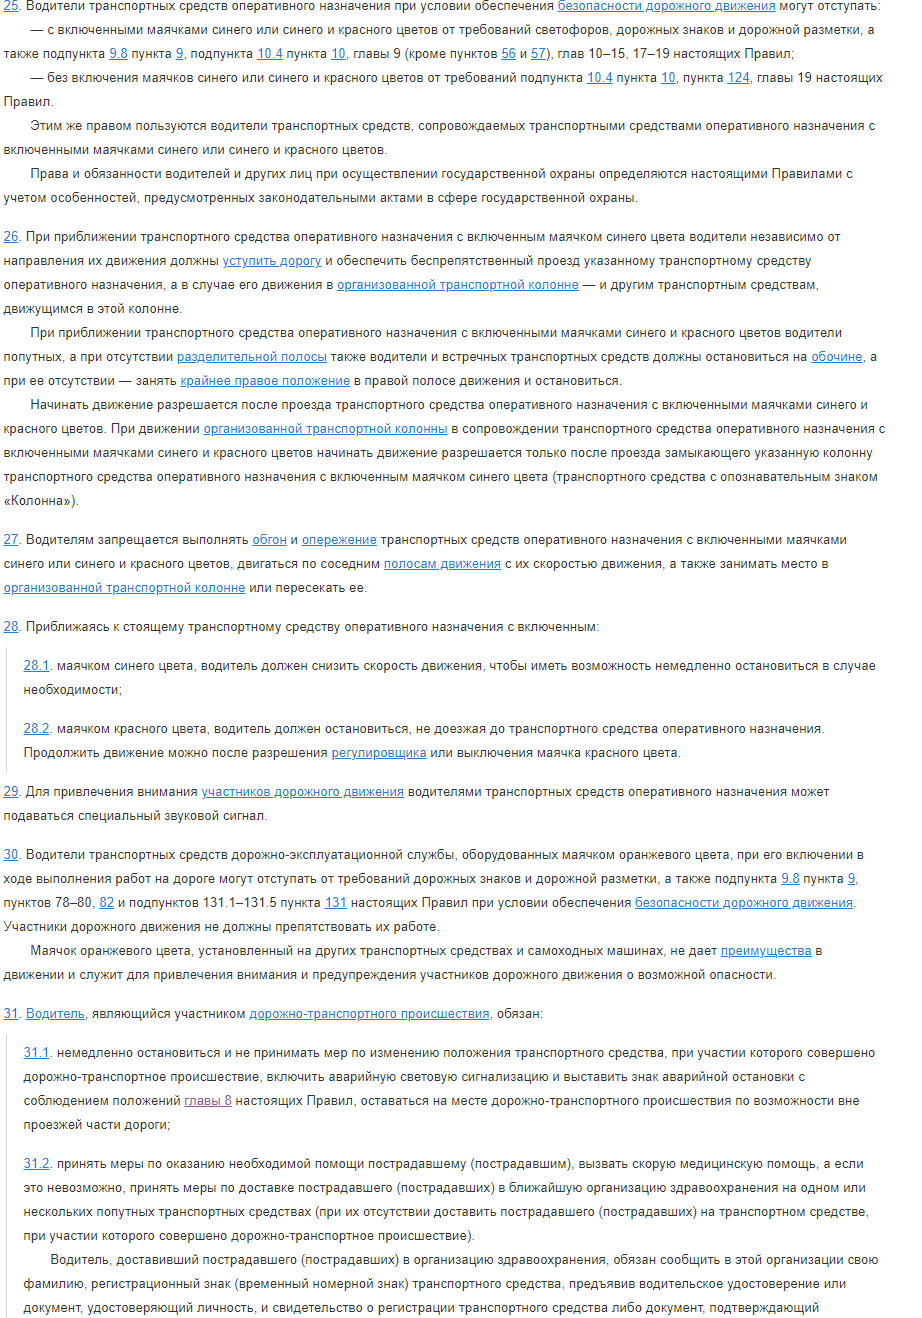 25. Водители транспортных средств оперативного назначения при условии обеспечения безопасности дорожного движения могут отступать:
— с включенными маячками синего или синего и красного цветов от требований светофоров, дорожных знаков и дорожной разметки, а
также подпункта 9.8 пункта 9, подпункта 10.4 пункта 10, главы 9 (кроме пунктов 56 и 57), глав 10–15, 17–19 настоящих Правил;
— без включения маячков синего или синего и красного цветов от требований подпункта 10.4 пункта 10, пункта 124, главы 19 настоящих
Правил.
Этим же правом пользуются водители транспортных средств, сопровождаемых транспортными средствами оперативного назначения с
включенными маячками синего или синего и красного цветов.
Права и обязанности водителей и других лиц при осуществлении государственной охраны определяются настоящими Правилами с
учетом особенностей, предусмотренных законодательными актами в сфере государственной охраны.
26. При приближении транспортного средства оперативного назначения с включенным маячком синего цвета водители независимо от
направления их движения должны уступить дорогу и обеспечить беспрепятственный проезд указанному транспортному средству
оперативного назначения, а в случае его движения в организованной транспортной колонне — и другим транспортным средствам,
движущимся в этой колонне.
При приближении транспортного средства оперативного назначения с включенными маячками синего и красного цветов водители
попутных, а при отсутствии разделительной полосы также водители и встречных транспортных средств должны остановиться на обочине, а
при ее отсутствии — занять крайнее правое положение в правой полосе движения и остановиться.
Начинать движение разрешается после проезда транспортного средства оперативного назначения с включенными маячками синего и
красного цветов. При движении организованной транспортной колонны в сопровождении транспортного средства оперативного назначения с
включенными маячками синего и красного цветов начинать движение разрешается только после проезда замыкающего указанную колонну
транспортного средства оперативного назначения с включенным маячком синего цвета (транспортного средства с опознавательным знаком
«Колонна»).
27. Водителям запрещается выполнять обгон и опережение транспортных средств оперативного назначения с включенными маячками
синего или синего и красного цветов, двигаться по соседним полосам движения с их скоростью движения, а также занимать место в
организованной транспортной колонне или пересекать ее.
28. Приближаясь к стоящему транспортному средству оперативного назначения с включенным:
28.1. маячком синего цвета, водитель должен снизить скорость движения, чтобы иметь возможность немедленно остановиться в случае
необходимости;
28.2. маячком красного цвета, водитель должен остановиться, не доезжая до транспортного средства оперативного назначения.
Продолжить движение можно после разрешения регулировщика или выключения маячка красного цвета.
29. Для привлечения внимания участников дорожного движения водителями транспортных средств оперативного назначения может
подаваться специальный звуковой сигнал.
30. Водители транспортных средств дорожно-эксплуатационной службы, оборудованных маячком оранжевого цвета, при его включении в
ходе выполнения работ на дороге могут отступать от требований дорожных знаков и дорожной разметки, а также подпункта 9.8 пункта 9,
пунктов 78–80, 82 и подпунктов 131.1–131.5 пункта 131 настоящих Правил при условии обеспечения безопасности дорожного движения.
Участники дорожного движения не должны препятствовать их работе.
Маячок оранжевого цвета, установленный на других транспортных средствах и самоходных машинах, не дает преимущества в
движении и служит для привлечения внимания и предупреждения участников дорожного движения о возможной опасности.
31. Водитель, являющийся участником дорожно-транспортного происшествия, обязан:
31.1. немедленно остановиться и не принимать мер по изменению положения транспортного средства, при участии которого совершено
дорожно-транспортное происшествие, включить аварийную световую сигнализацию и выставить знак аварийной остановки с
соблюдением положений главы 8 настоящих Правил, оставаться на месте дорожно-транспортного происшествия по возможности вне
проезжей части дороги;
31.2. принять меры по оказанию необходимой помощи пострадавшему (пострадавшим), вызвать скорую медицинскую помощь, а если
это невозможно, принять меры по доставке пострадавшего (пострадавших) в ближайшую организацию здравоохранения на одном или
нескольких попутных транспортных средствах (при их отсутствии доставить пострадавшего (пострадавших) на транспортном средстве,
при участии которого совершено дорожно-транспортное происшествие).
Водитель, доставивший пострадавшего (пострадавших) в организацию здравоохранения, обязан сообщить в этой организации свою
фамилию, регистрационный знак (временный номерной знак) транспортного средства, предъявив водительское удостоверение или
документ, удостоверяющий личность, и свидетельство о регистрации транспортного средства либо документ, подтверждающий